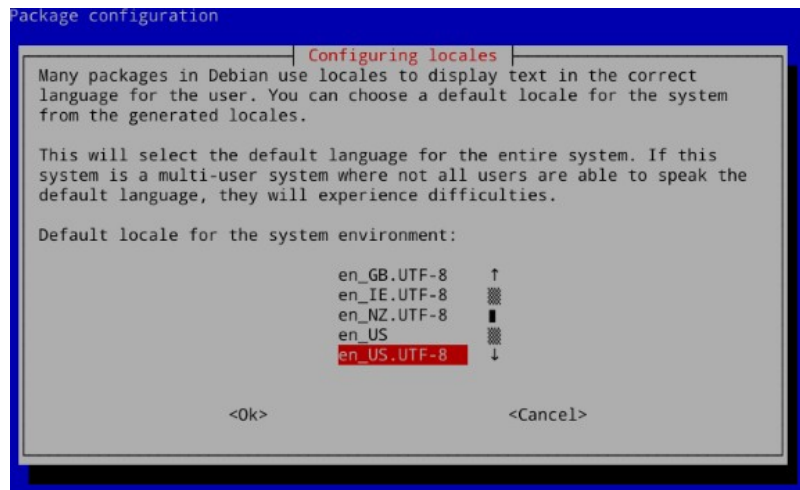 Package configuration
Configuring locales
Many packages in Debian use locales to display text in the correct
language for the user. You can choose a default locale for the system
from the generated locales.
This will select the default language for the entire system. If this
system is a multi-user system where not all users are able to speak the
default language, they will experience difficulties.
Default locale for the system environment:
en_GB.UTF-8
en_IE.UTF-8
en_NZ.UTF-8
en_US
en_US.UTF-8
<Ok> <Cancel>